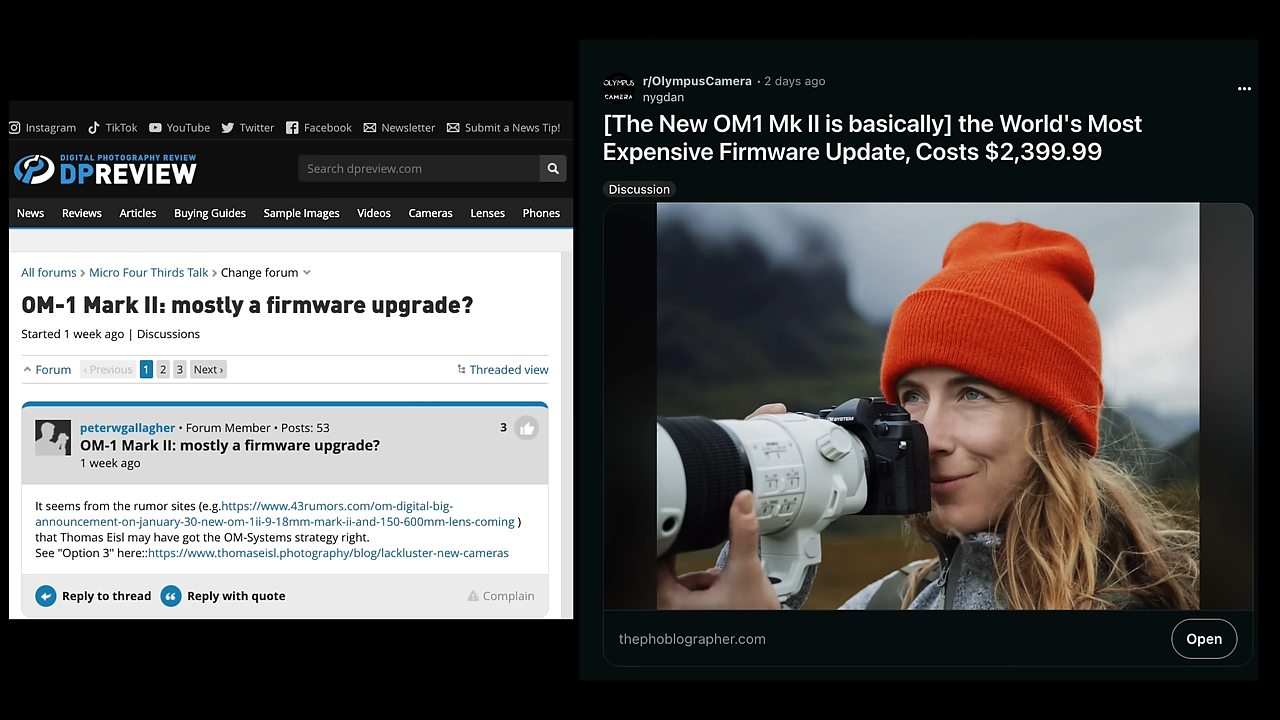 Instagram TikTok YouTube Twitter Facebook Newsletter Submit a News Tip!
DIGITAL PHOTOGRAPHY REVIEW
DPREVIEW
Search dpreview.com
News Reviews Articles Buying Guides Sample Images Videos Cameras Lenses Phones
All forums > Micro Four Thirds Talk > Change forum
OM-1 Mark II: mostly a firmware upgrade?
Started 1 week ago | Discussions
Forum ‹ Previous 1 2 3 Next › Threaded view
peterwgallagher • Forum Member • Posts: 53 3
OM-1 Mark II: mostly a firmware upgrade?
1 week ago
It seems from the rumor sites (e.g.https://www.43rumors.com/om-digital-big-
announcement-on-january-30-new-om-1ii-9-18mm-mark-ii-and-150-600mm-lens-coming )
that Thomas Eisl may have got the OM-Systems strategy right.
See "Option 3" here::https://www.thomaseisl.photography/blog/lackluster-new-cameras
Reply to thread Reply with quote Complain
OLYMPUS
CAMERA
r/OlympusCamera • 2 days ago
nygdan
[The New OM1 Mk II is basically] the World's Most
Expensive Firmware Update, Costs $2,399.99
Discussion
OM SYSTEM
thephoblographer.com
Open